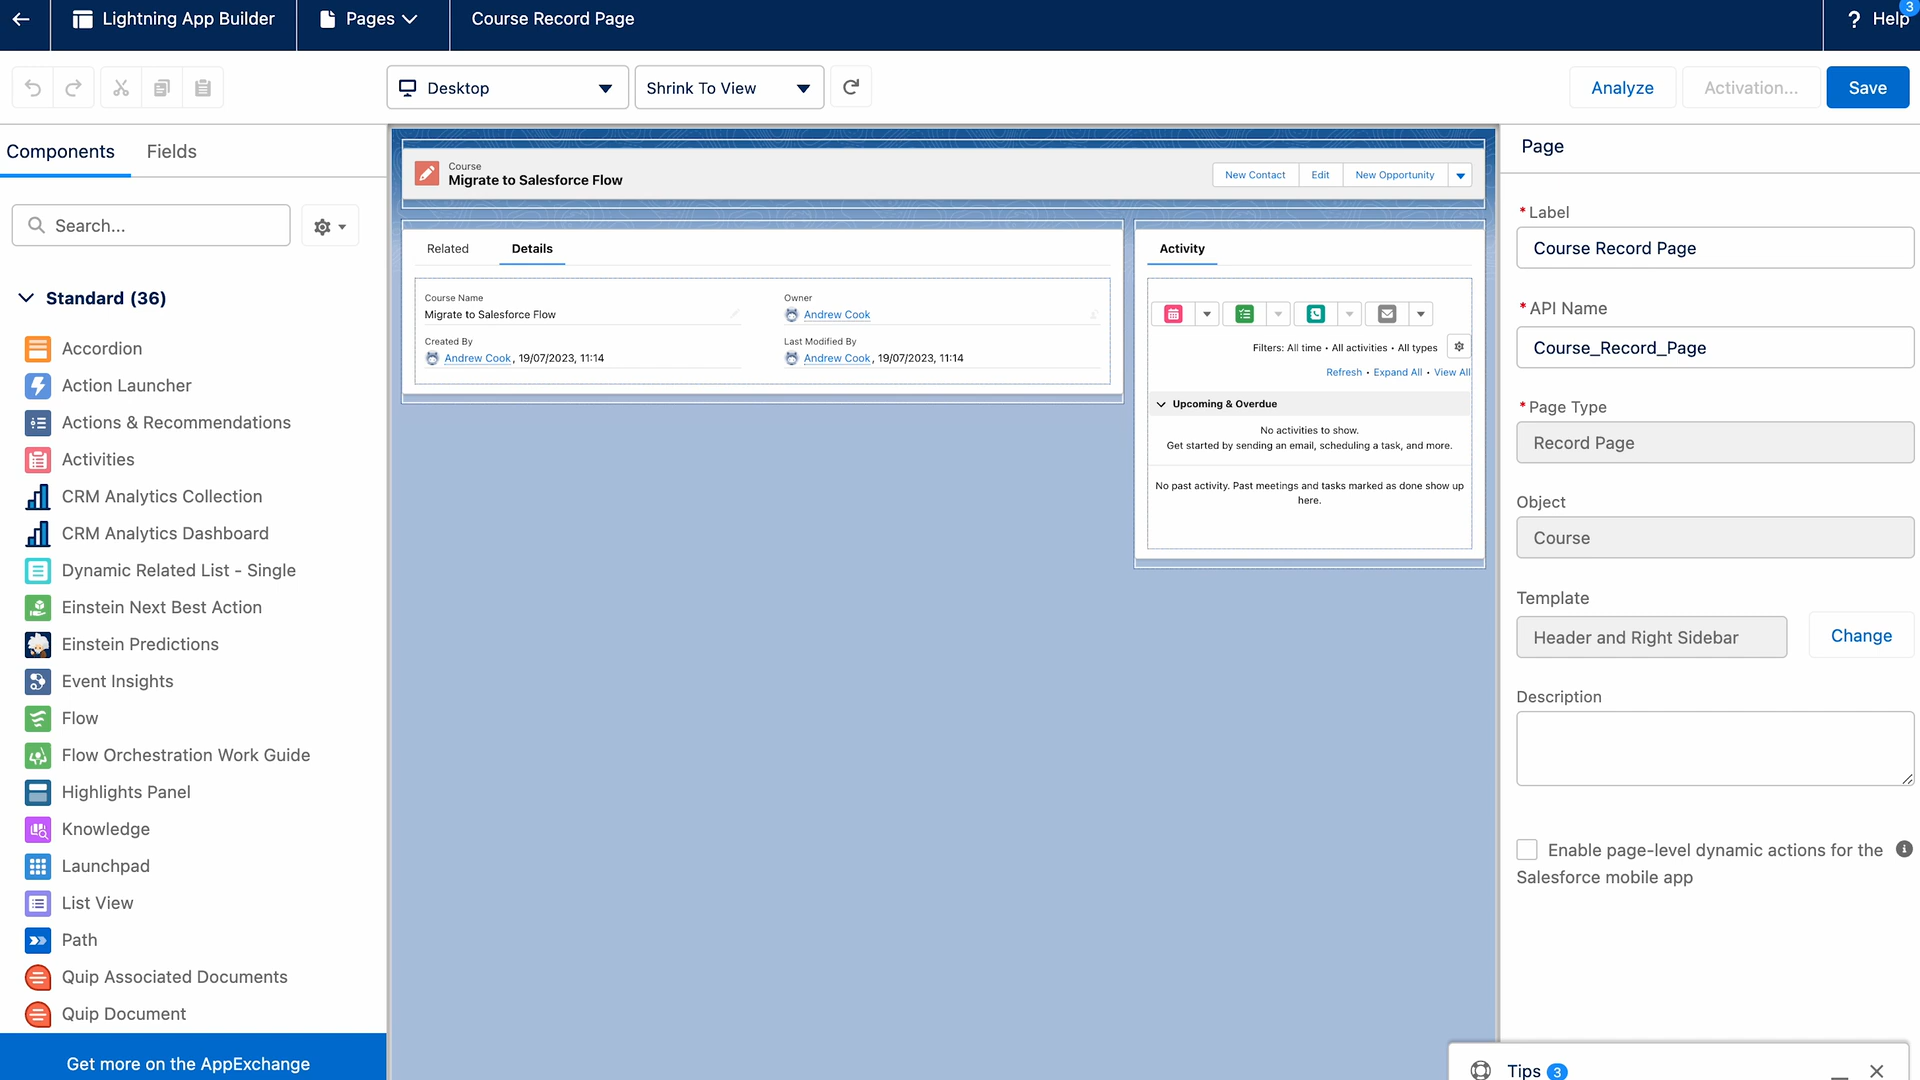 Lightning App Builder
Pages
Course Record Page
? Help
3
Desktop
Shrink To View
Analyze
Activation...
Save
Components
Fields
Search...
Standard (36)
Accordion
Action Launcher
Actions & Recommendations
Activities
CRM Analytics Collection
CRM Analytics Dashboard
Dynamic Related List - Single
Einstein Next Best Action
Einstein Predictions
Event Insights
Flow
Flow Orchestration Work Guide
Highlights Panel
Knowledge
Launchpad
List View
Path
Quip Associated Documents
Quip Document
Get more on the AppExchange
Course
Migrate to Salesforce Flow
New Contact
Edit
New Opportunity
Related
Details
Course Name
Migrate to Salesforce Flow
Owner
Andrew Cook
Created By
Andrew Cook, 19/07/2023, 11:14
Last Modified By
Andrew Cook, 19/07/2023, 11:14
Activity
Filters: All time • All activities • All types
Refresh • Expand All • View All
Upcoming & Overdue
No activities to show.
Get started by sending an email, scheduling a task, and more.
No past activity. Past meetings and tasks marked as done show up
here.
Page
*Label
Course Record Page
*API Name
Course_Record_Page
*Page Type
Record Page
Object
Course
Template
Header and Right Sidebar
Change
Description
Enable page-level dynamic actions for the
Salesforce mobile app
Tips 3